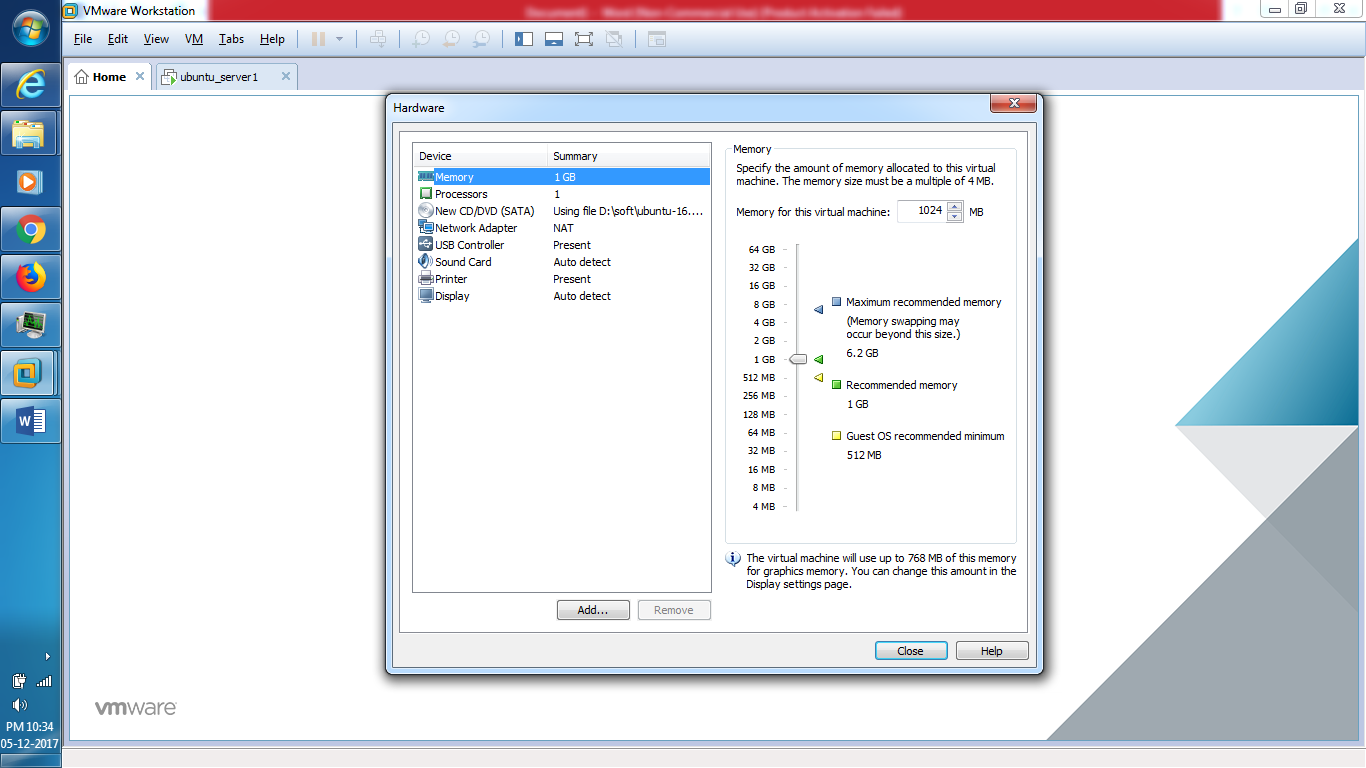 VMware Workstation
Document1 - Word (Non-Commercial Use) (Product Activation Failed)
File Edit View VM Tabs Help
Home ubuntu_server1
Hardware
Device Summary
Memory 1 GB
Processors 1
New CD/DVD (SATA) Using file D:\soft\ubuntu-16....
Network Adapter NAT
USB Controller Present
Sound Card Auto detect
Printer Present
Display Auto detect
Add... Remove
Memory
Specify the amount of memory allocated to this virtual
machine. The memory size must be a multiple of 4 MB.
Memory for this virtual machine: 1024 MB
64 GB
32 GB
16 GB
8 GB
4 GB
2 GB
1 GB
512 MB
256 MB
128 MB
64 MB
32 MB
16 MB
8 MB
4 MB
Maximum recommended memory
(Memory swapping may
occur beyond this size.)
6.2 GB
Recommended memory
1 GB
Guest OS recommended minimum
512 MB
The virtual machine will use up to 768 MB of this memory
for graphics memory. You can change this amount in the
Display settings page.
Close Help
vmware
W
PM 10:34
05-12-2017